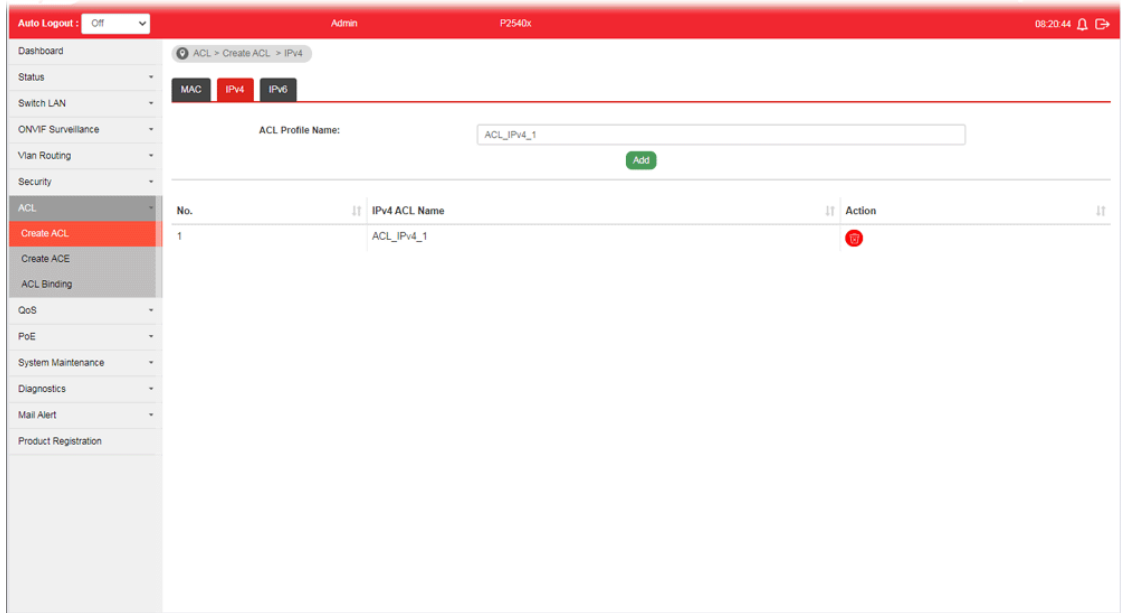 Auto Logout : Off Admin P2540x 08:20:44
Dashboard
Status
Switch LAN
ONVIF Surveillance
Vlan Routing
Security
ACL
Create ACL
Create ACE
ACL Binding
QoS
PoE
System Maintenance
Diagnostics
Mail Alert
Product Registration
ACL > Create ACL > IPv4
MAC IPv4 IPv6
ACL Profile Name: ACL_IPv4_1
Add
No. IPv4 ACL Name Action
1 ACL_IPv4_1